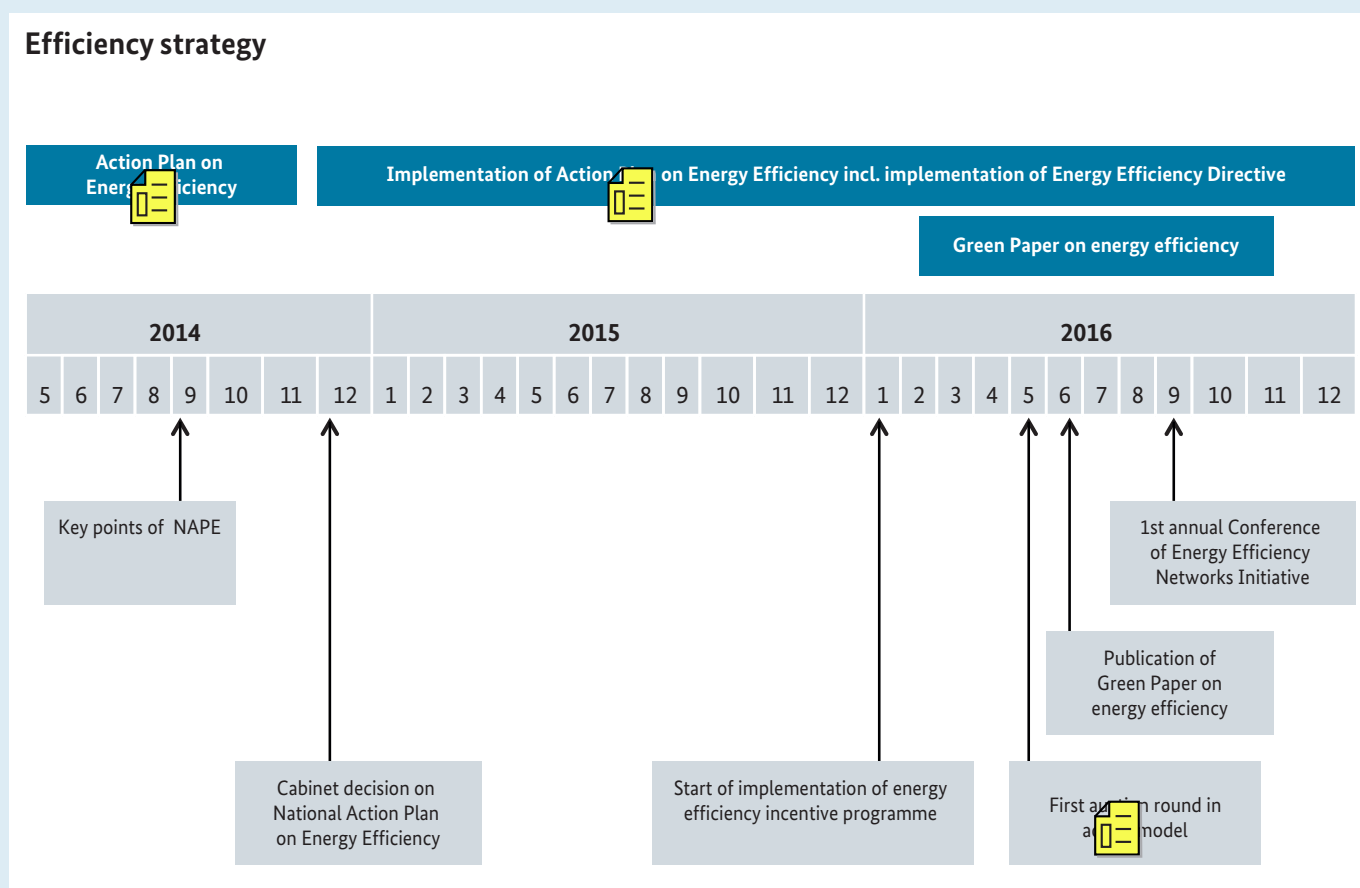 Efficiency strategy
Action Plan on
Energy Efficiency
Implementation of Action Plan on Energy Efficiency incl. implementation of Energy Efficiency Directive
Green Paper on energy efficiency
2014 2015 2016
5 6 7 8 9 10 11 12 1 2 3 4 5 6 7 8 9 10 11 12 1 2 3 4 5 6 7 8 9 10 11 12
Key points of NAPE
1st annual Conference
of Energy Efficiency
Networks Initiative
Publication of
Green Paper on
energy efficiency
Cabinet decision on
National Action Plan
on Energy Efficiency
Start of implementation of energy
efficiency incentive programme
First auction round in
model